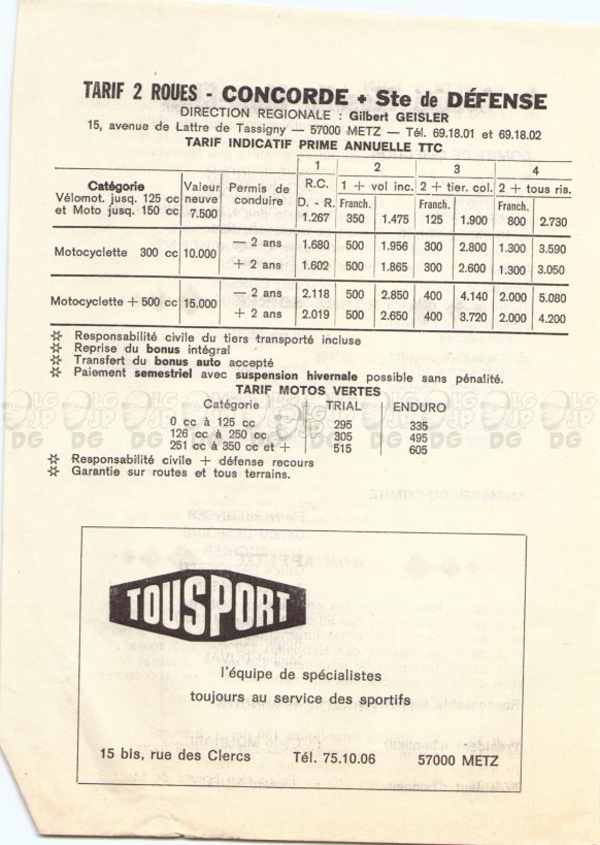 TARIF 2 ROUES - CONCORDE + Ste de DÉFENSE
DIRECTION REGIONALE : Gilbert GEISLER
15, avenue de Lattre de Tassigny — 57000 METZ — Tél. 69.18.01 et 69.18.02
TARIF INDICATIF PRIME ANNUELLE TTC
1 2 3 4
Catégorie Valeur neuve Permis de conduire R.C. D. - R. 1 + vol inc. 2 + tier. col. 2 + tous ris.
Franch. Franch. Franch.
Vélomot. jusq. 125 cc et Moto jusq. 150 cc 7.500 1.267 350 1.475 125 1.900 800 2.730
Motocyclette 300 cc 10.000 — 2 ans 1.680 500 1.956 300 2.800 1.300 3.590
+ 2 ans 1.602 500 1.865 300 2.600 1.300 3.050
Motocyclette + 500 cc 15.000 — 2 ans 2.118 500 2.850 400 4.140 2.000 5.080
+ 2 ans 2.019 500 2.650 400 3.720 2.000 4.200
Responsabilité civile du tiers transporté incluse
Reprise du bonus intégral
Transfert du bonus auto accepté
Paiement semestriel avec suspension hivernale possible sans pénalité.
TARIF MOTOS VERTES
Catégorie TRIAL ENDURO
0 cc à 125 cc 295 335
126 cc à 250 cc 305 495
251 cc à 350 cc et + 515 605
Responsabilité civile + défense recours
Garantie sur routes et tous terrains.
TOUSPORT
l'équipe de spécialistes
toujours au service des sportifs
15 bis, rue des Clercs Tél. 75.10.06 57000 METZ